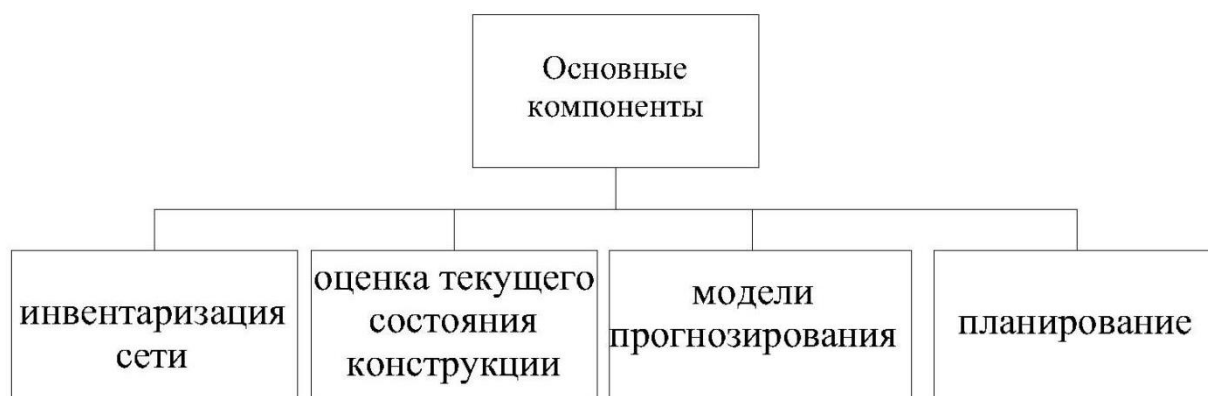 Основные
компоненты
инвентаризация
сети
оценка текущего
состояния
конструкции
модели
прогнозирования
планирование